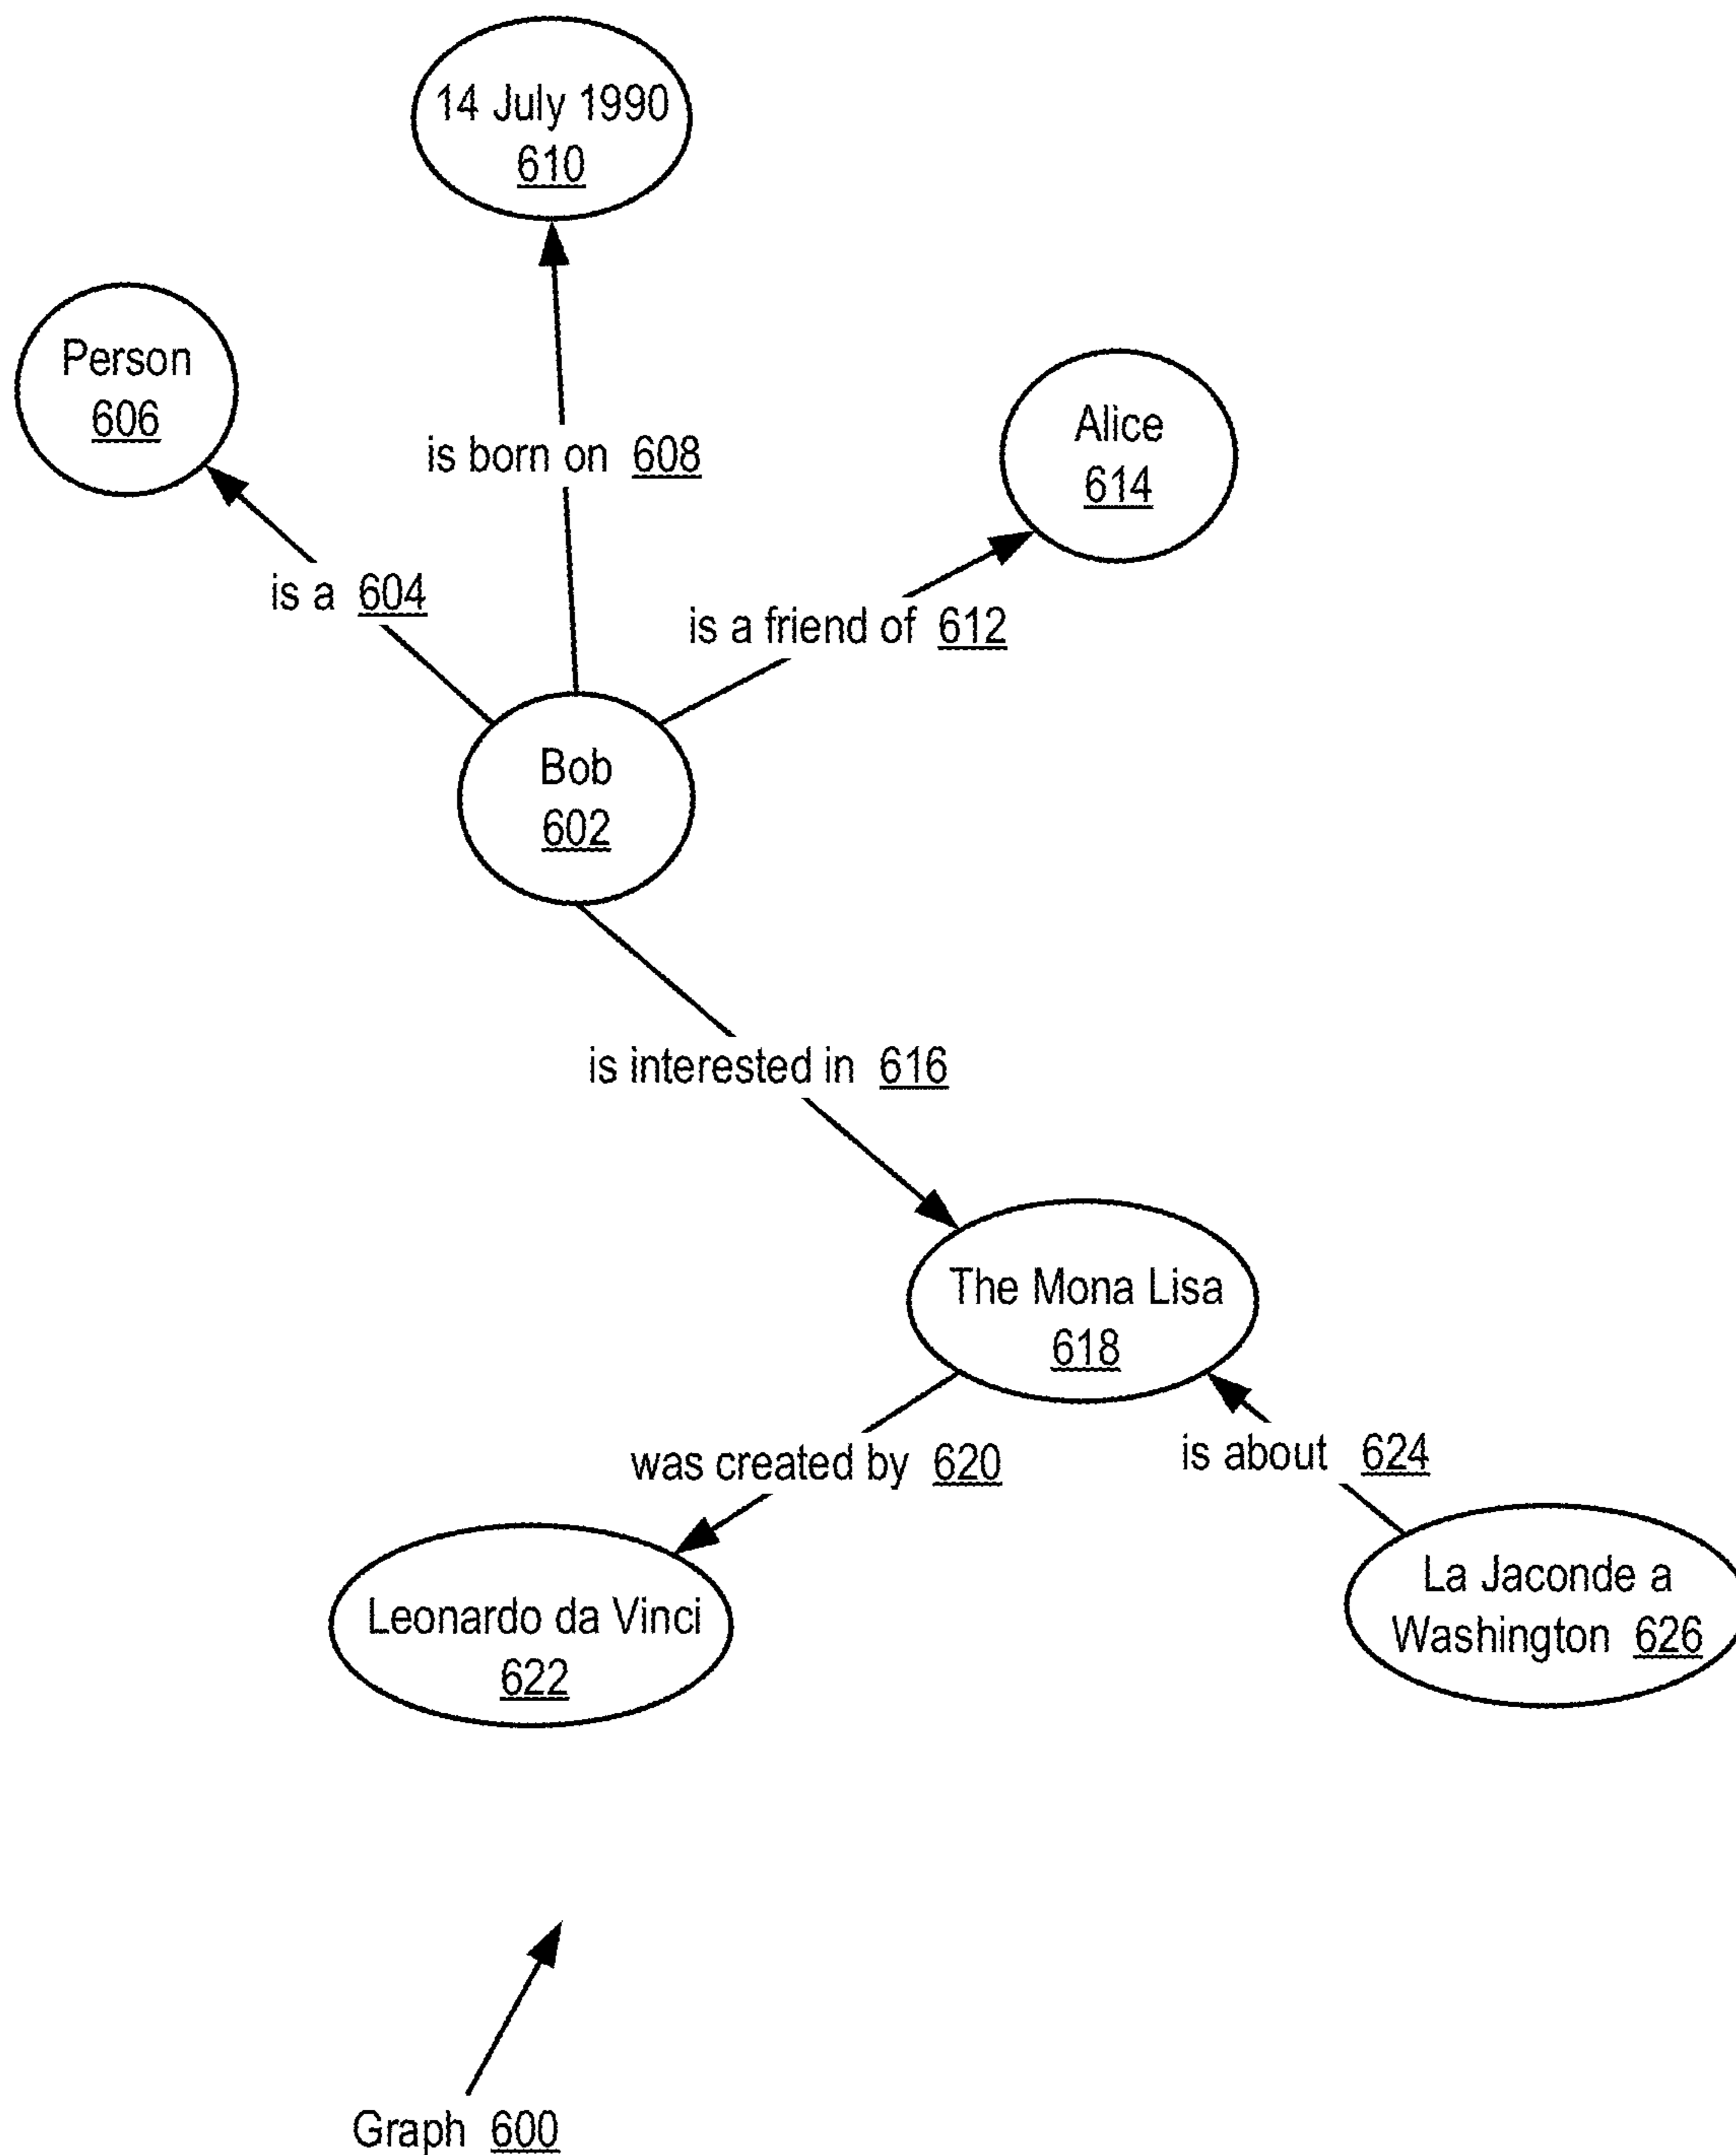 14 July 1990
610
Person
606
Alice
614
is born on 608
is a 604
is a friend of 612
Bob
602
is interested in 616
The Mona Lisa
618
was created by 620
is about 624
Leonardo da Vinci
622
La Jaconde a
Washington 626
Graph 600